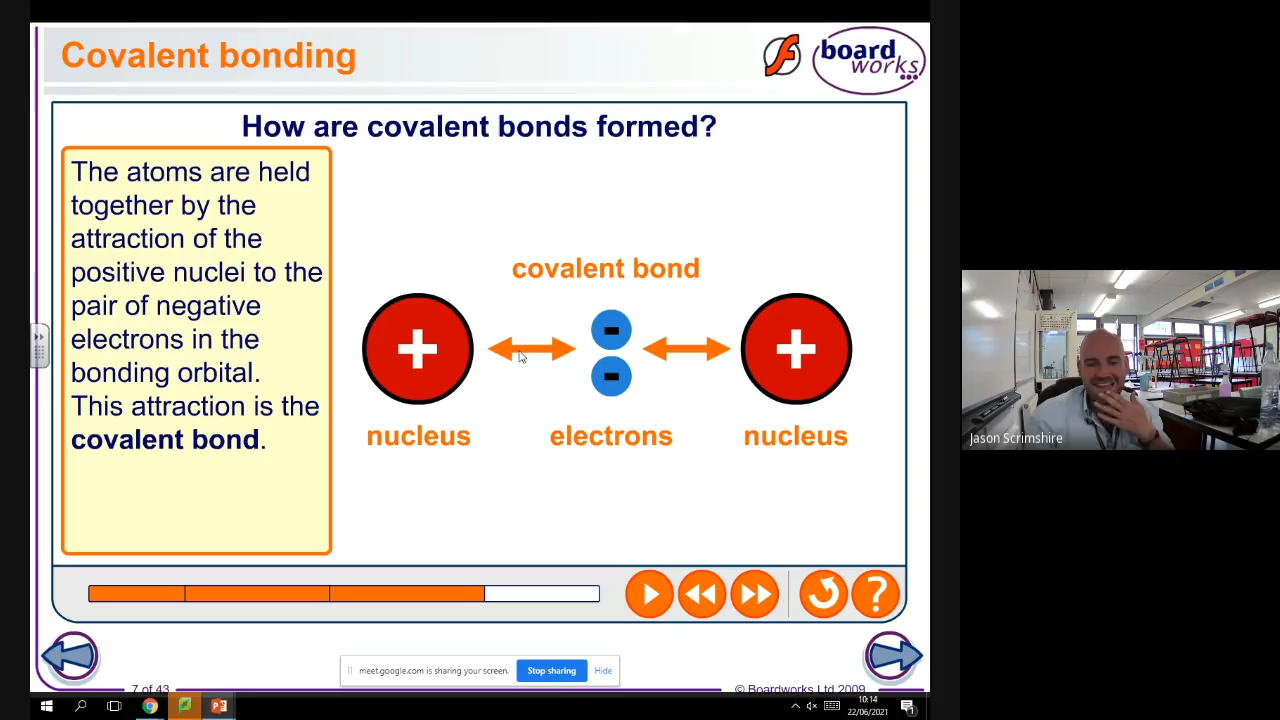 Covalent bonding
board
works
How are covalent bonds formed?
The atoms are held
together by the
attraction of the
positive nuclei to the
pair of negative
electrons in the
bonding orbital.
This attraction is the
covalent bond.
covalent bond
+
-
-
+
nucleus
electrons
nucleus
?
meet.google.com is sharing your screen.
Stop sharing
Hide
7 of 43
© Boardworks Ltd 2009
10:14
22/06/2021
1
Jason Scrimshire